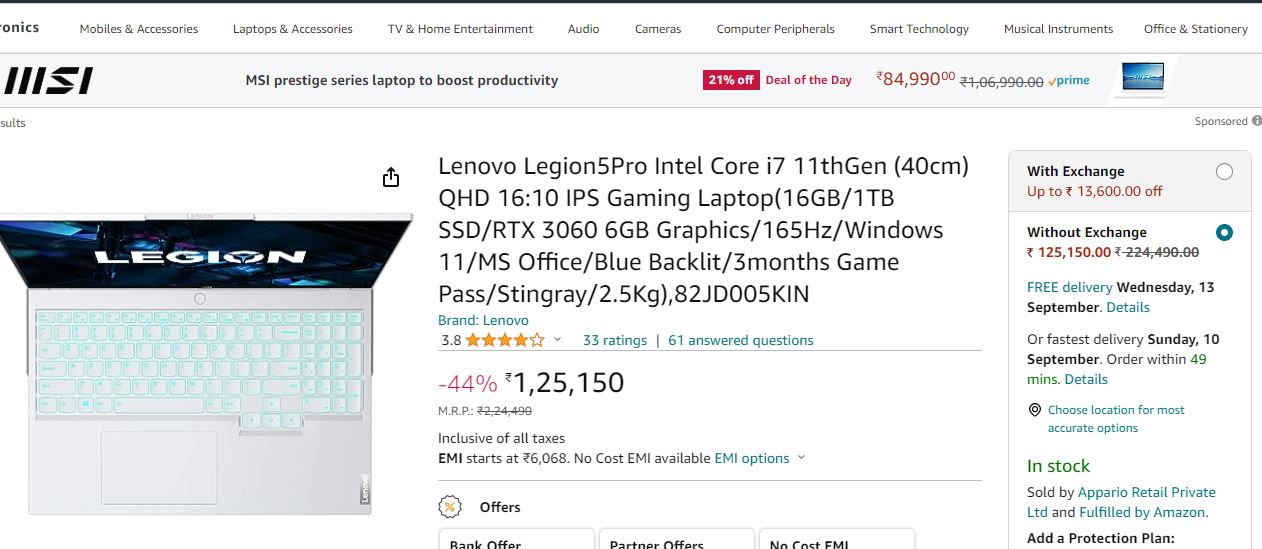 ronics
Mobiles & Accessories
Laptops & Accessories
TV & Home Entertainment
Audio
Cameras
Computer Peripherals
Smart Technology
Musical Instruments
Office & Stationery
MSI
MSI prestige series laptop to boost productivity
21% off
Deal of the Day
₹84,990⁰⁰ ₹1,06,990.00 prime
sults
Sponsored
LEGION
LEGION
Lenovo
Lenovo Legion5Pro Intel Core i7 11thGen (40cm)
QHD 16:10 IPS Gaming Laptop(16GB/1TB
SSD/RTX 3060 6GB Graphics/165Hz/Windows
11/MS Office/Blue Backlit/3months Game
Pass/Stingray/2.5Kg),82JD005KIN
Brand: Lenovo
3.8 33 ratings | 61 answered questions
-44% ₹1,25,150
M.R.P.: ₹2,24,490
Inclusive of all taxes
EMI starts at ₹6,068. No Cost EMI available EMI options
% Offers
Bank Offer
Partner Offers
No Cost EMI
With Exchange
Up to ₹ 13,600.00 off
Without Exchange
₹ 125,150.00 ₹ 224,490.00
FREE delivery Wednesday, 13
September. Details
Or fastest delivery Sunday, 10
September. Order within 49
mins. Details
Choose location for most
accurate options
In stock
Sold by Appario Retail Private
Ltd and Fulfilled by Amazon.
Add a Protection Plan: